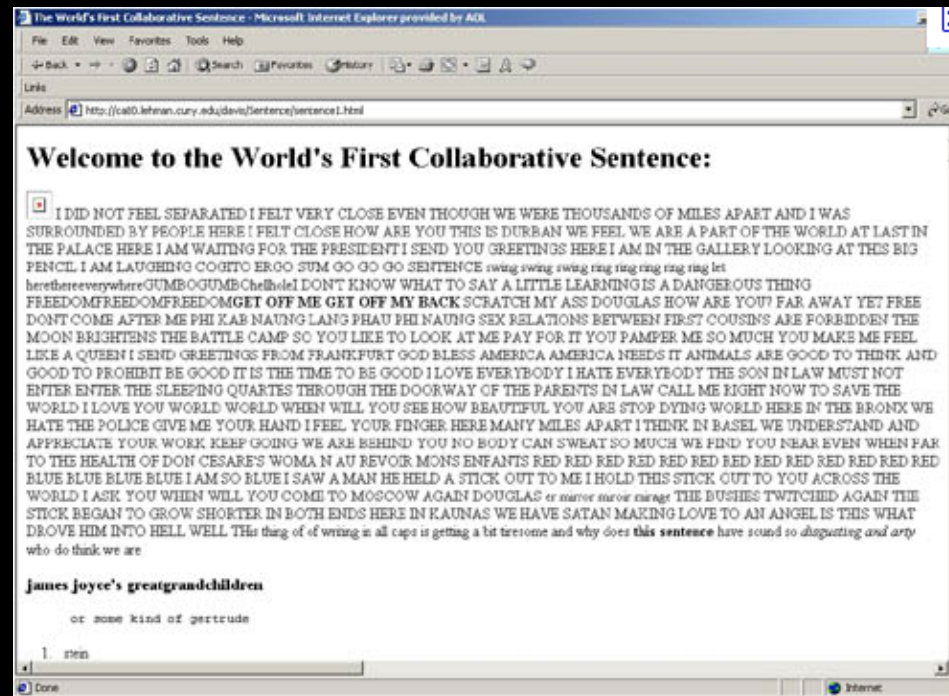 The World's First Collaborative Sentence - Microsoft Internet Explorer provided by AOL
File Edit View Favorites Tools Help
Back Search Favorites History
Links
Address http://ca80.lehman.cuny.edu/davis/Sentence/sentence1.html
Welcome to the World's First Collaborative Sentence:
I DID NOT FEEL SEPARATED I FELT VERY CLOSE EVEN THOUGH WE WERE THOUSANDS OF MILES APART AND I WAS
SURROUNDED BY PEOPLE HERE I FELT CLOSE HOW ARE YOU THIS IS DURBAN WE FEEL WE ARE A PART OF THE WORLD AT LAST IN
THE PALACE HERE I AM WAITING FOR THE PRESIDENT I SEND YOU GREETINGS HERE I AM IN THE GALLERY LOOKING AT THIS BIG
PENCIL I AM LAUGHING COGITO ERGO SUM GO GO GO SENTENCE swing swing swing ring ring ring ring ring let
herethereeverywhereGUMBOGUMBOhellholeI DON'T KNOW WHAT TO SAY A LITTLE LEARNING IS A DANGEROUS THING
FREEDOMFREEDOMFREEDOMGET OFF ME GET OFF MY BACK SCRATCH MY ASS DOUGLAS HOW ARE YOU? FAR AWAY YET FREE
DONT COME AFTER ME PHI KAB NAUNG LANG PHAU PHI NAUNG SEX RELATIONS BETWEEN FIRST COUSINS ARE FORBIDDEN THE
MOON BRIGHTENS THE BATTLE CAMP SO YOU LIKE TO LOOK AT ME PAY FOR IT YOU PAMPER ME SO MUCH YOU MAKE ME FEEL
LIKE A QUEEN I SEND GREETINGS FROM FRANKFURT GOD BLESS AMERICA AMERICA NEEDS IT ANIMALS ARE GOOD TO THINK AND
GOOD TO PROHIBIT BE GOOD IT IS THE TIME TO BE GOOD I LOVE EVERYBODY I HATE EVERYBODY THE SON IN LAW MUST NOT
ENTER ENTER THE SLEEPING QUARTES THROUGH THE DOORWAY OF THE PARENTS IN LAW CALL ME RIGHT NOW TO SAVE THE
WORLD I LOVE YOU WORLD WORLD WHEN WILL YOU SEE HOW BEAUTIFUL YOU ARE STOP DYING WORLD HERE IN THE BRONX WE
HATE THE POLICE GIVE ME YOUR HAND I FEEL YOUR FINGER HERE MANY MILES APART I THINK IN BASEL WE UNDERSTAND AND
APPRECIATE YOUR WORK KEEP GOING WE ARE BEHIND YOU NO BODY CAN SWEAT SO MUCH WE FIND YOU NEAR EVEN WHEN FAR
TO THE HEALTH OF DON CESARE'S WOMA N AU REVOIR MONS ENFANTS RED RED RED RED RED RED RED RED RED RED RED RED RED
BLUE BLUE BLUE BLUE I AM SO BLUE I SAW A MAN HE HELD A STICK OUT TO ME I HOLD THIS STICK OUT TO YOU ACROSS THE
WORLD I ASK YOU WHEN WILL YOU COME TO MOSCOW AGAIN DOUGLAS er mirror mirage THE BUSHES TWITCHED AGAIN THE
STICK BEGAN TO GROW SHORTER IN BOTH ENDS HERE IN KAUNAS WE HAVE SATAN MAKING LOVE TO AN ANGEL IS THIS WHAT
DROVE HIM INTO HELL WELL THis thing of of writing in all caps is getting a bit tiresome and why does this sentence have sound so disgusting and arty
who do think we are
james joyce's greatgrandchildren
or some kind of gertrude
1. stein
Done Internet